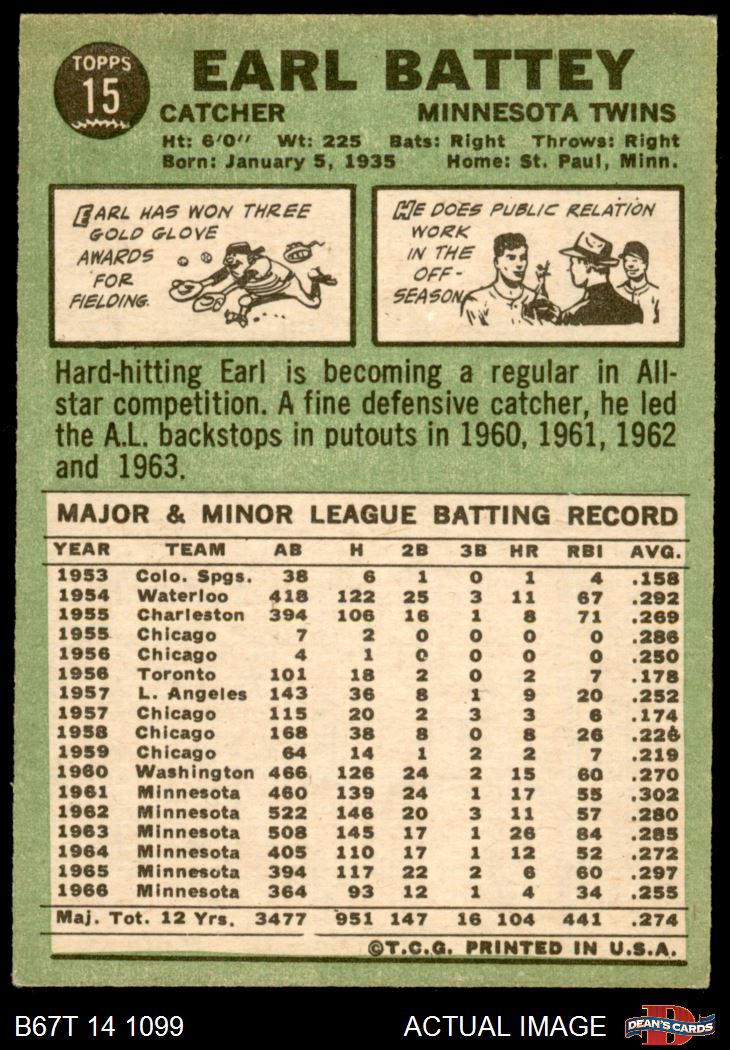 TOPPS
15
EARL BATTEY
CATCHER MINNESOTA TWINS
Ht: 6'0" Wt: 225 Bats: Right Throws: Right
Born: January 5, 1935 Home: St. Paul, Minn.
EARL HAS WON THREE
GOLD GLOVE
AWARDS
FOR
FIELDING.
HE DOES PUBLIC RELATION
WORK
IN THE
OFF-
SEASON.
Hard-hitting Earl is becoming a regular in All-
star competition. A fine defensive catcher, he led
the A.L. backstops in putouts in 1960, 1961, 1962
and 1963.
MAJOR & MINOR LEAGUE BATTING RECORD
YEAR TEAM AB H 2B 3B HR RBI AVG.
1953 Colo. Spgs. 38 6 1 0 1 4 .158
1954 Waterloo 418 122 25 3 11 67 .292
1955 Charleston 394 106 16 1 8 71 .269
1955 Chicago 7 2 0 0 0 0 .286
1956 Chicago 4 1 0 0 0 0 .250
1956 Toronto 101 18 2 0 2 7 .178
1957 L. Angeles 143 36 8 1 9 20 .252
1957 Chicago 115 20 2 3 3 6 .174
1958 Chicago 168 38 8 0 8 26 .226
1959 Chicago 64 14 1 2 2 7 .219
1960 Washington 466 126 24 2 15 60 .270
1961 Minnesota 460 139 24 1 17 55 .302
1962 Minnesota 522 146 20 3 11 57 .280
1963 Minnesota 508 145 17 1 26 84 .285
1964 Minnesota 405 110 17 1 12 52 .272
1965 Minnesota 394 117 22 2 6 60 .297
1966 Minnesota 364 93 12 1 4 34 .255
Maj. Tot. 12 Yrs. 3477 951 147 16 104 441 .274
©T.C.G. PRINTED IN U.S.A.
B67T 14 1099 ACTUAL IMAGE
D
DEAN'S CARDS